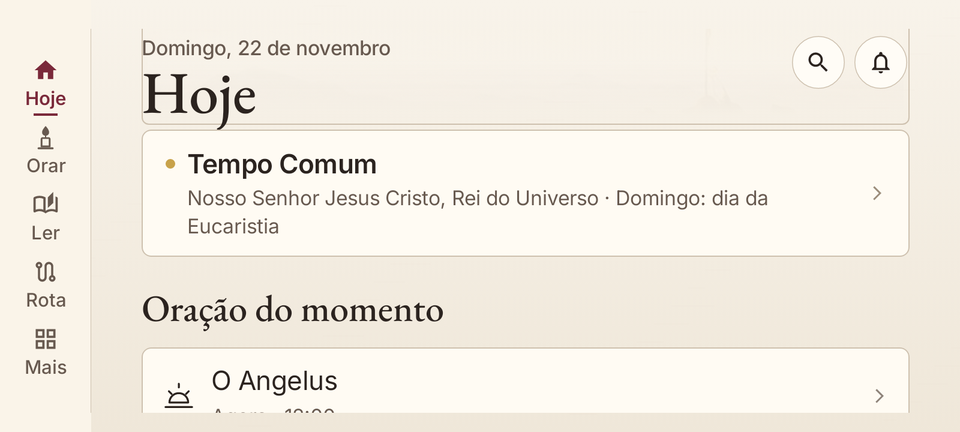 Domingo, 22 de novembro
Hoje
Hoje
Orar
Ler
Rota
Mais
Tempo Comum
Nosso Senhor Jesus Cristo, Rei do Universo · Domingo: dia da
Eucaristia
Oração do momento
O Angelus